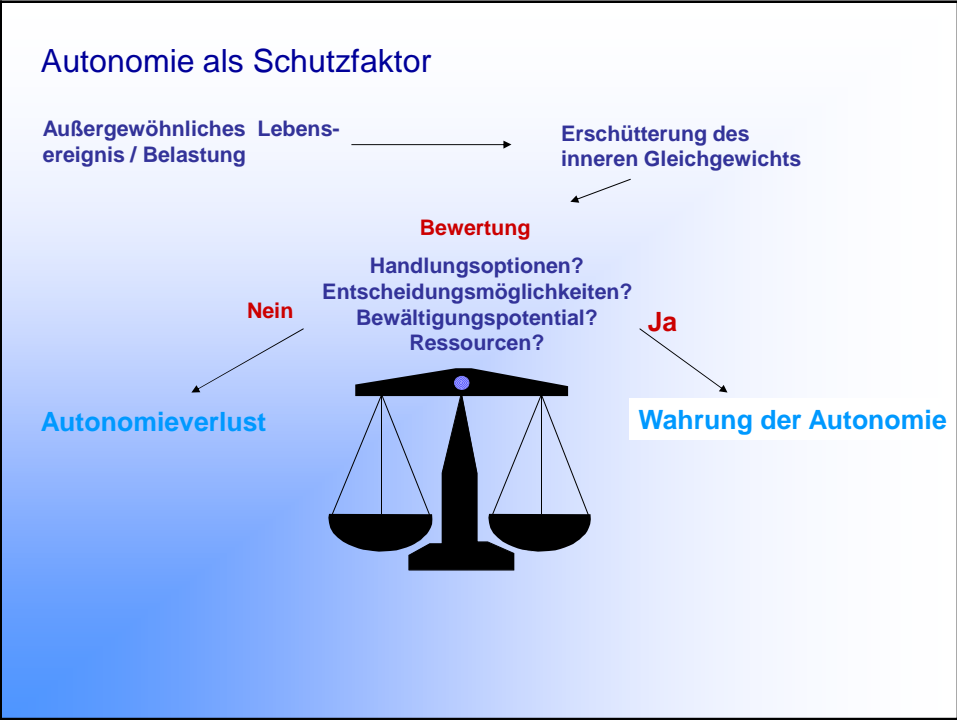 Autonomie als Schutzfaktor
Außergewöhnliches Lebens-
ereignis / Belastung
Erschütterung des
inneren Gleichgewichts
Bewertung
Handlungsoptionen?
Entscheidungsmöglichkeiten?
Bewältigungspotential?
Ressourcen?
Nein
Ja
Autonomieverlust
Wahrung der Autonomie